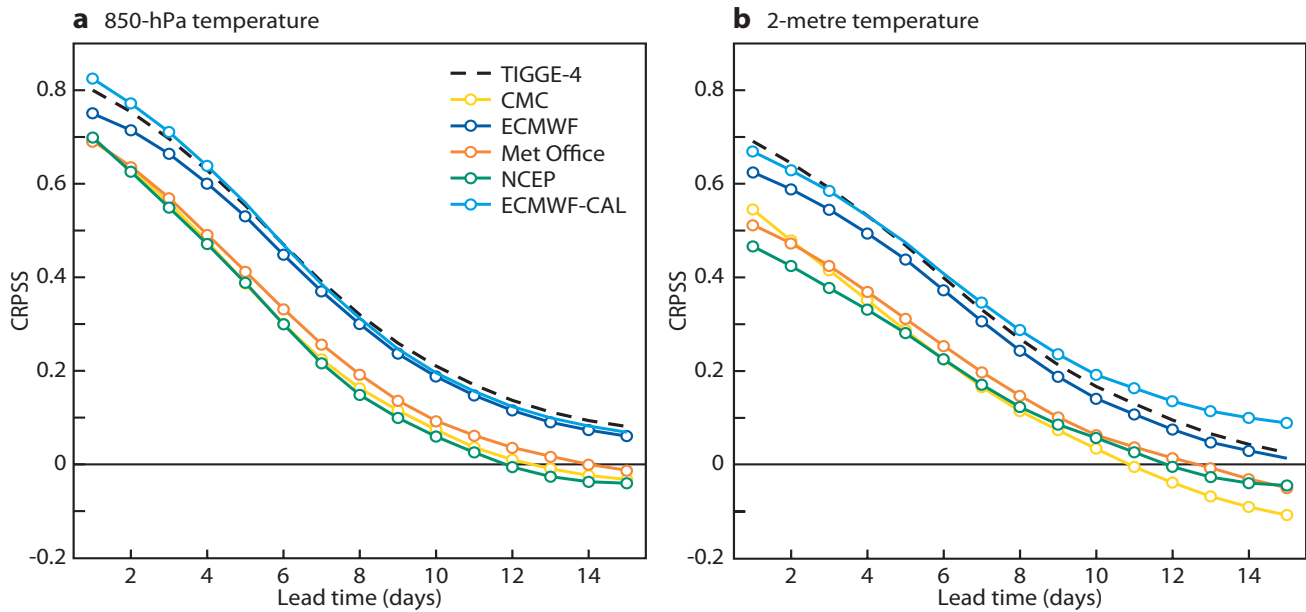 a 850-hPa temperature
CRPSS
0.8
0.6
0.4
0.2
0
-0.2
2 4 6 8 10 12 14
Lead time (days)
TIGGE-4
CMC
ECMWF
Met Office
NCEP
ECMWF-CAL
b 2-metre temperature
CRPSS
0.8
0.6
0.4
0.2
0
-0.2
2 4 6 8 10 12 14
Lead time (days)